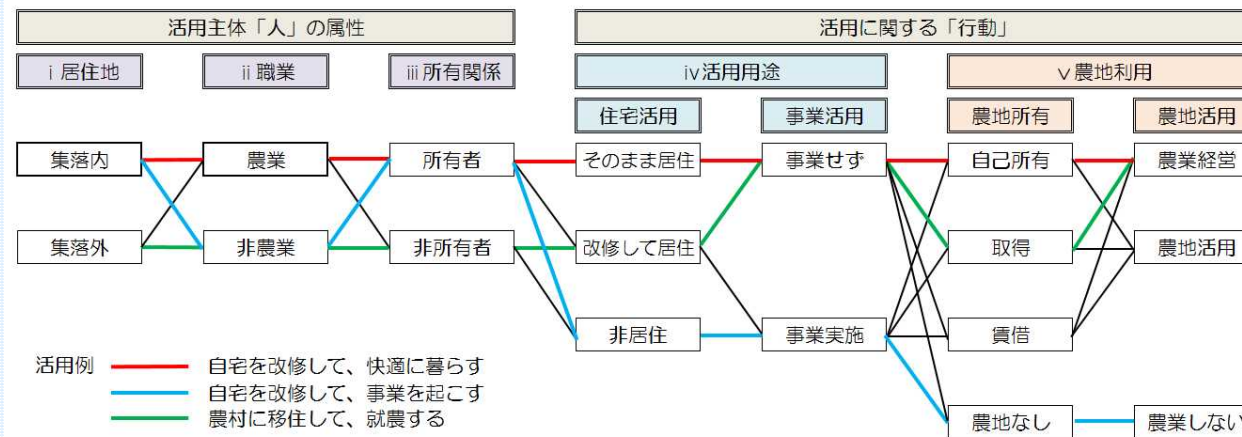 活用主体「人」の属性
活用に関する「行動」
ⅰ居住地
ⅱ職業
ⅲ所有関係
ⅳ活用用途
ⅴ農地利用
住宅活用
事業活用
農地所有
農地活用
集落内
農業
所有者
そのまま居住
事業せず
自己所有
農業経営
集落外
非農業
非所有者
改修して居住
取得
農地活用
非居住
事業実施
賃借
農地なし
農業しない
活用例
自宅を改修して、快適に暮らす
自宅を改修して、事業を起こす
農村に移住して、就農する